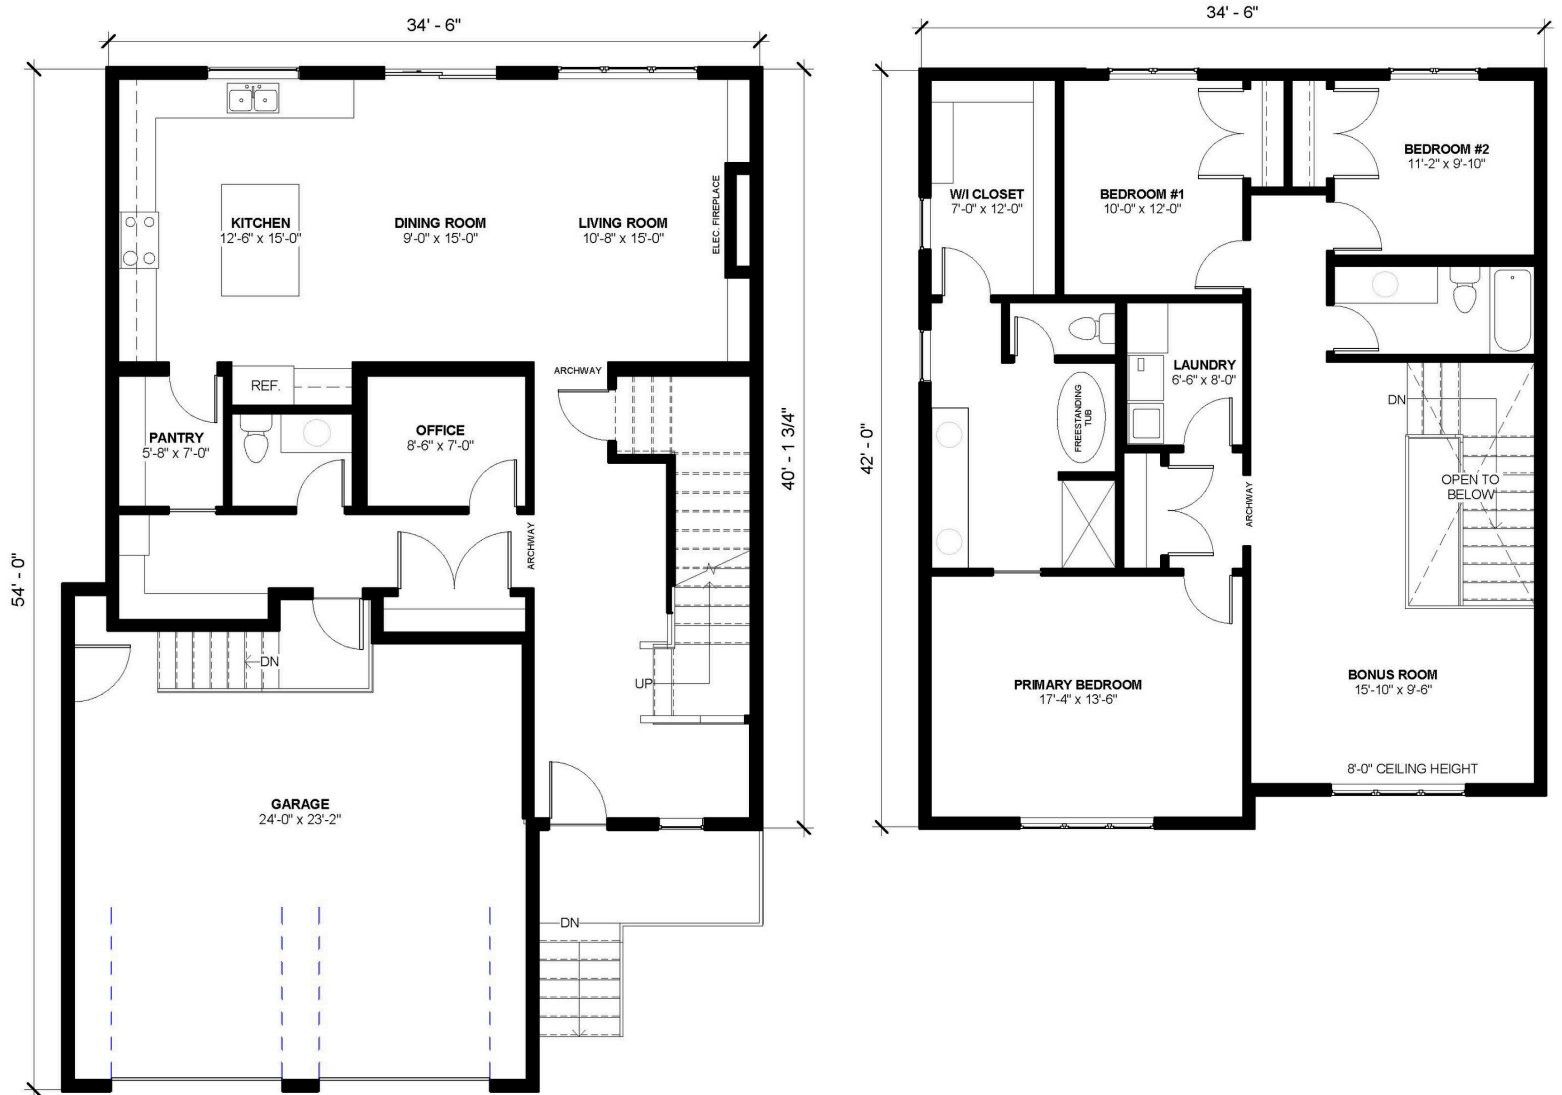 34' - 6"
34' - 6"
54' - 0"
40' - 1 3/4"
42' - 0"
KITCHEN
12'-6" x 15'-0"
DINING ROOM
9'-0" x 15'-0"
LIVING ROOM
10'-8" x 15'-0"
ELEC. FIREPLACE
REF.
ARCHWAY
PANTRY
5'-8" x 7'-0"
OFFICE
8'-6" x 7'-0"
ARCHWAY
DN
UP
GARAGE
24'-0" x 23'-2"
DN
W/I CLOSET
7'-0" x 12'-0"
BEDROOM #1
10'-0" x 12'-0"
BEDROOM #2
11'-2" x 9'-10"
LAUNDRY
6'-6" x 8'-0"
FREESTANDING
TUB
DN
OPEN TO
BELOW
ARCHWAY
PRIMARY BEDROOM
17'-4" x 13'-6"
BONUS ROOM
15'-10" x 9'-6"
8'-0" CEILING HEIGHT